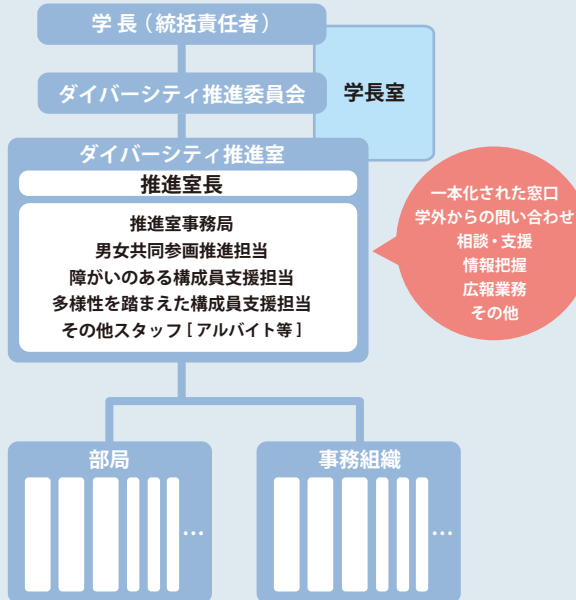 学 長（統括責任者）
ダイバーシティ推進委員会
学長室
ダイバーシティ推進室
推進室長
推進室事務局
男女共同参画推進担当
障がいのある構成員支援担当
多様性を踏まえた構成員支援担当
その他スタッフ [ アルバイト等 ]
一本化された窓口
学外からの問い合わせ
相談・支援
情報把握
広報業務
その他
部局
…
事務組織
…